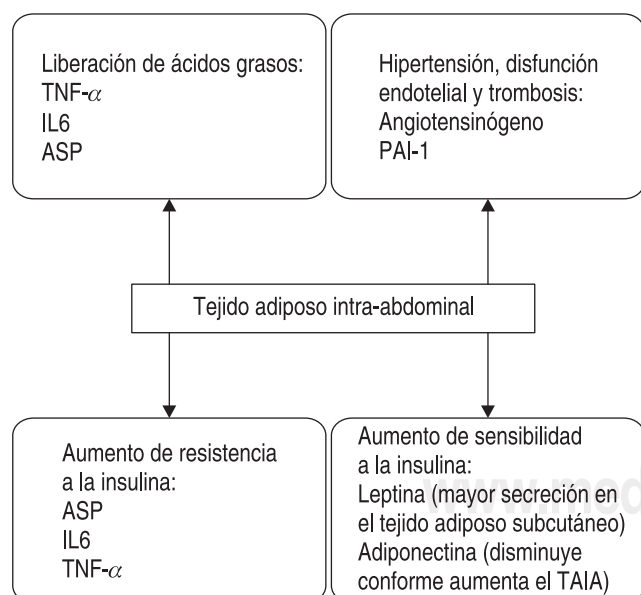 Liberación de ácidos grasos:
TNF-α
IL6
ASP
Hipertensión, disfunción
endotelial y trombosis:
Angiotensinógeno
PAI-1
Tejido adiposo intra-abdominal
Aumento de resistencia
a la insulina:
ASP
IL6
TNF-α
Aumento de sensibilidad
a la insulina:
Leptina (mayor secreción en
el tejido adiposo subcutáneo)
Adiponectina (disminuye
conforme aumenta el TAIA)